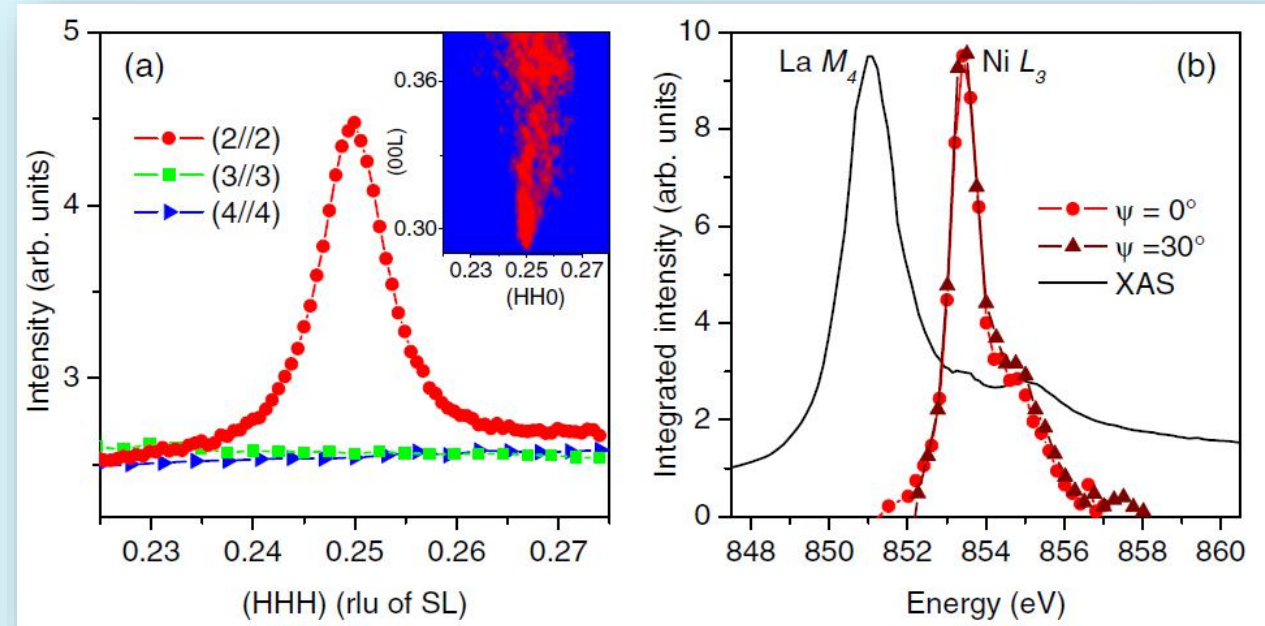 (a)
5
4
3
Intensity (arb. units)
(2//2)
(3//3)
(4//4)
0.36
0.30
(00L)
0.23 0.25 0.27
(HH0)
0.23 0.24 0.25 0.26 0.27
(HHH) (rlu of SL)
(b)
10
8
6
4
2
0
Integrated intensity (arb. units)
La M₄
Ni L₃
ψ = 0°
ψ =30°
XAS
848 850 852 854 856 858 860
Energy (eV)